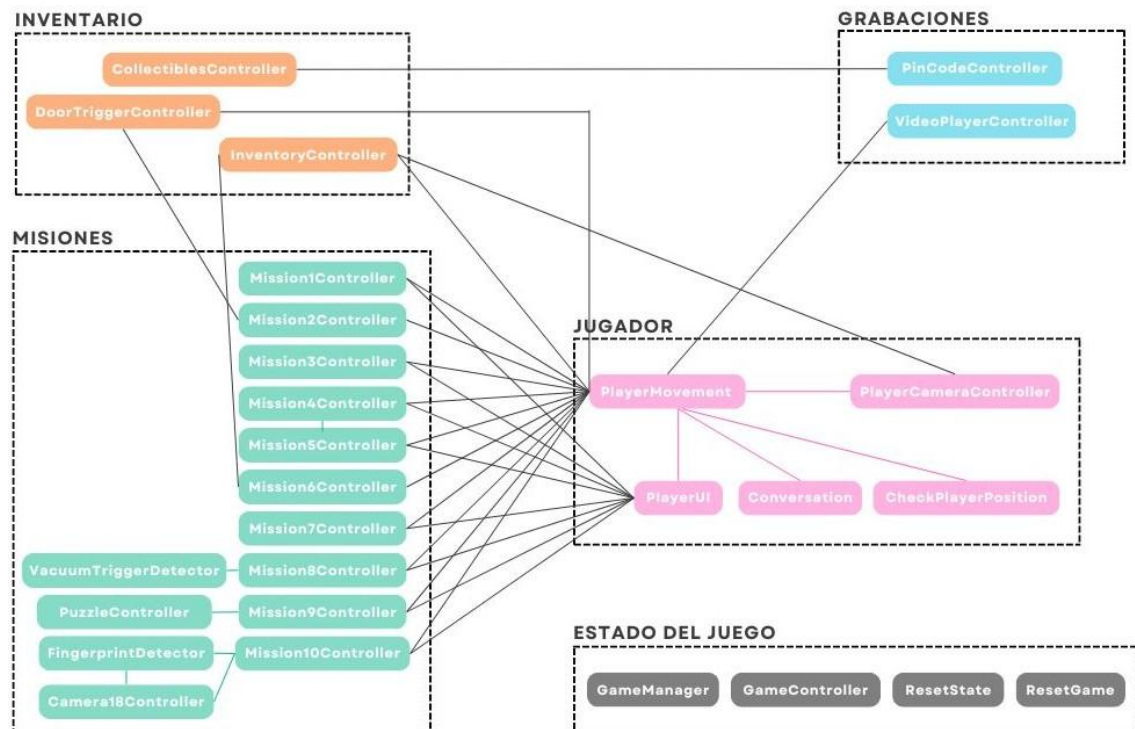 INVENTARIO
CollectiblesController
DoorTriggerController
InventoryController
GRABACIONES
PinCodeController
VideoPlayerController
MISIONES
Mission1Controller
Mission2Controller
Mission3Controller
Mission4Controller
Mission5Controller
Mission6Controller
Mission7Controller
VacuumTriggerDetector
Mission8Controller
PuzzleController
Mission9Controller
FingerprintDetector
Mission10Controller
Camera18Controller
JUGADOR
PlayerMovement
PlayerCameraController
PlayerUI
Conversation
CheckPlayerPosition
ESTADO DEL JUEGO
GameManager
GameController
ResetState
ResetGame